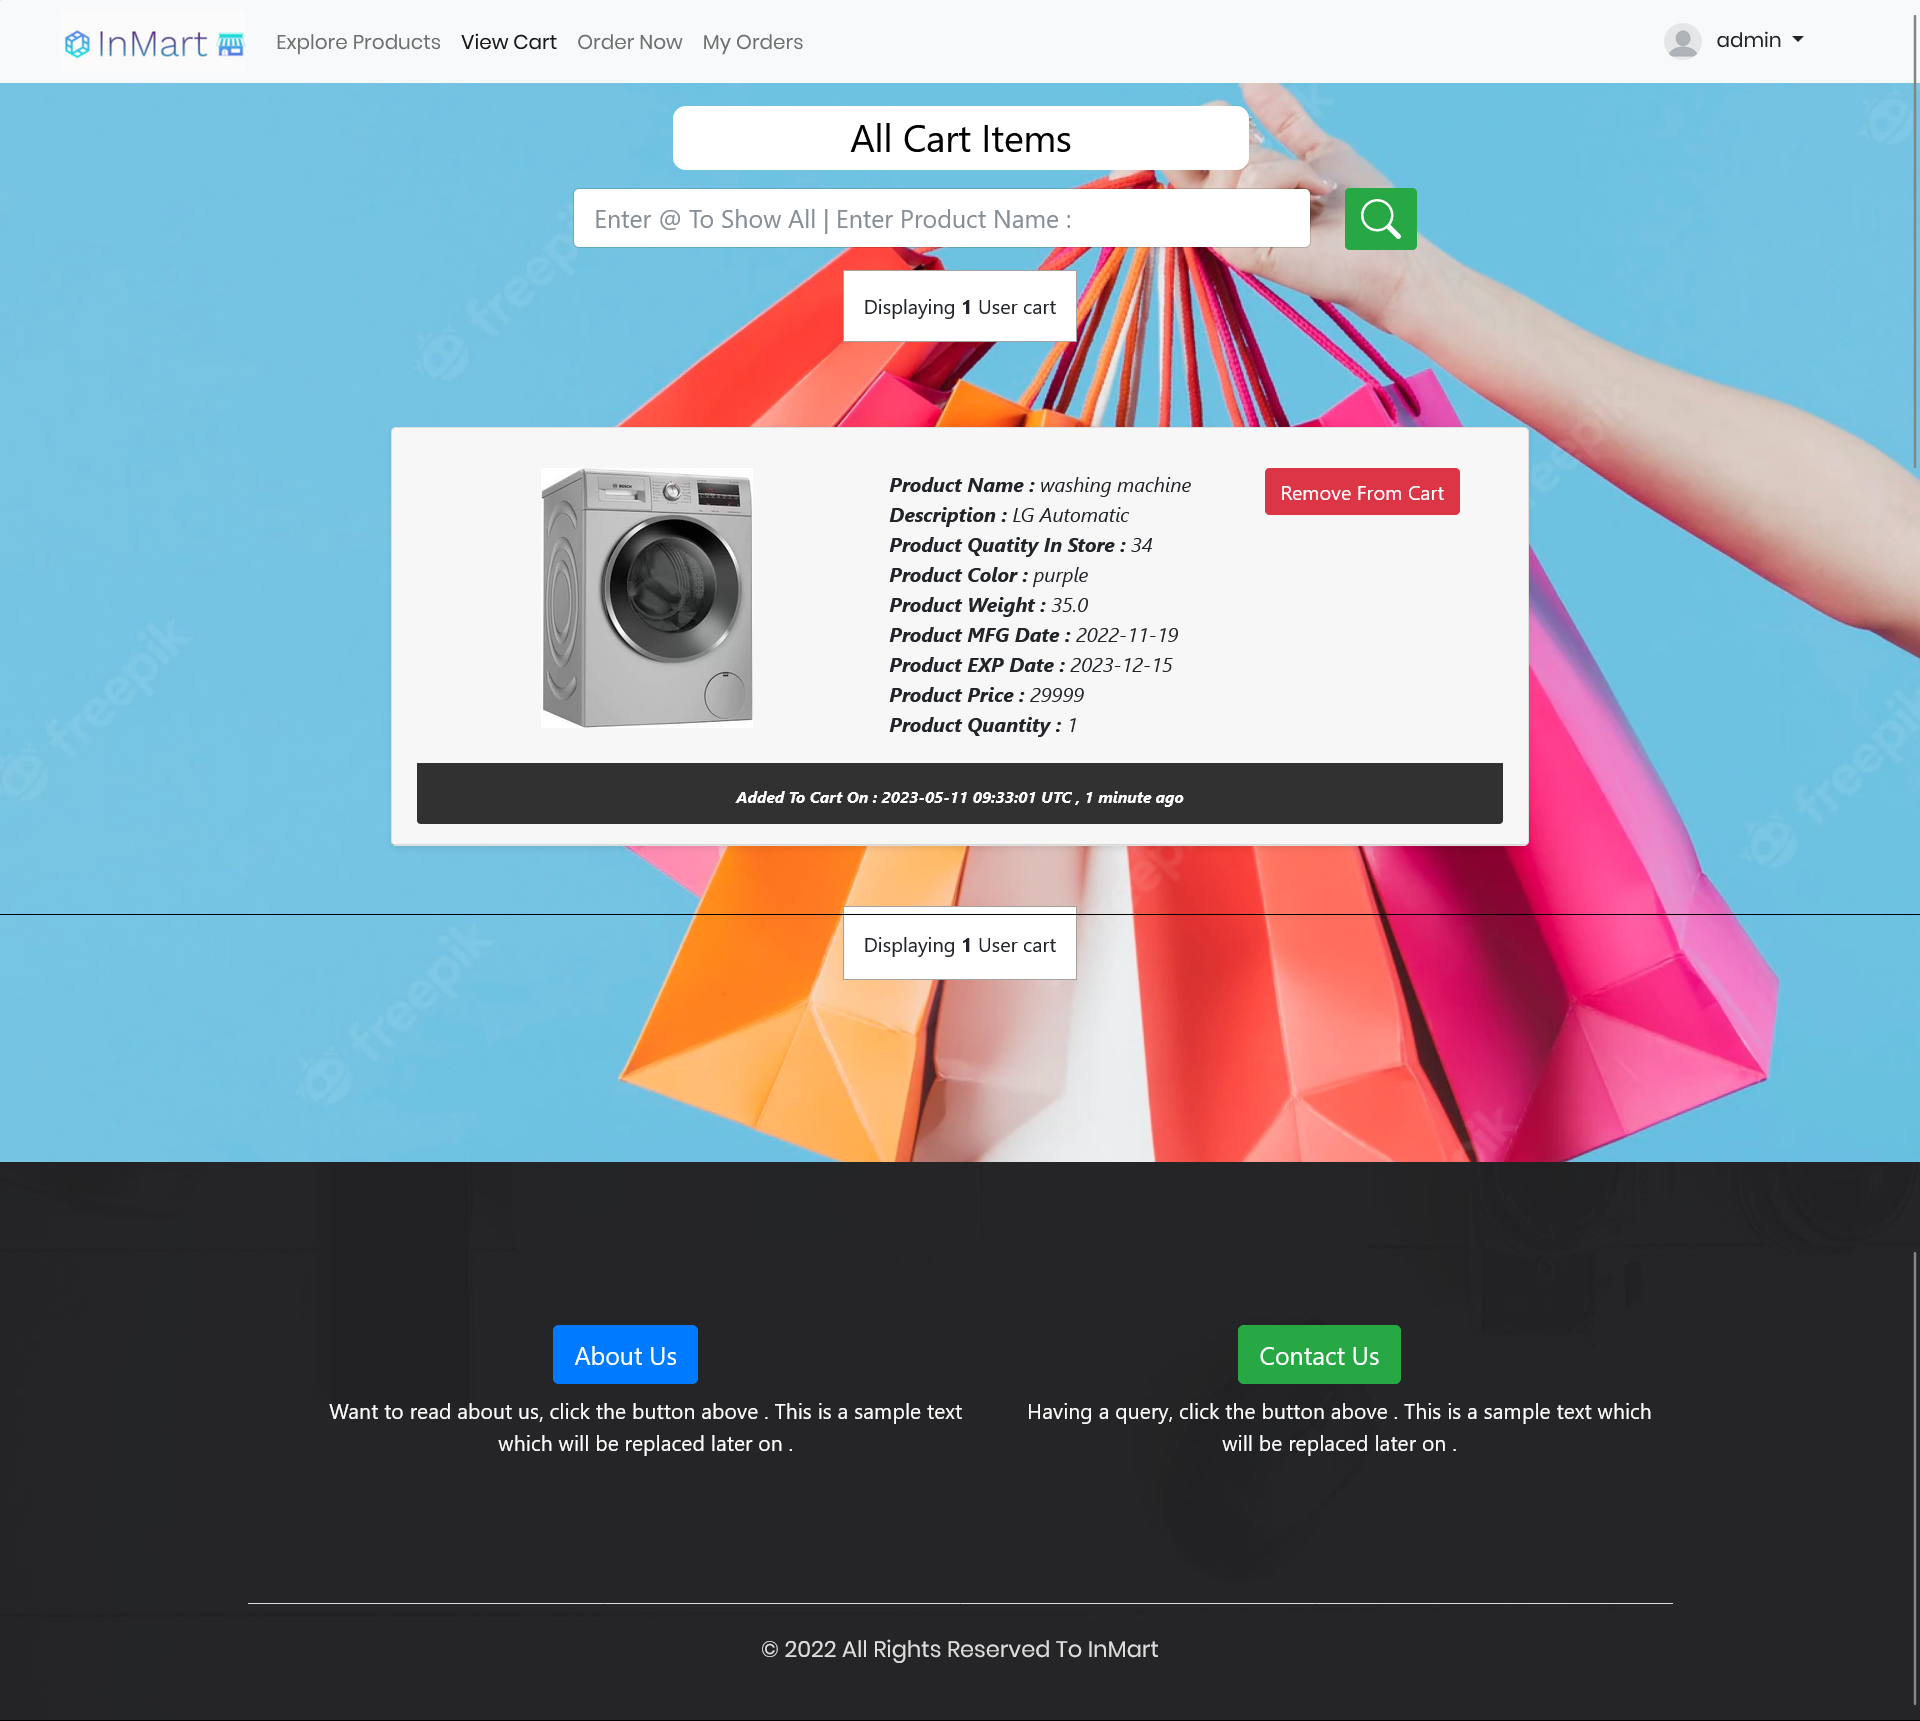 InMart
Explore Products View Cart Order Now My Orders
admin
All Cart Items
Enter @ To Show All | Enter Product Name :
Displaying 1 User cart
Product Name : washing machine
Remove From Cart
Description : LG Automatic
Product Quatity In Store : 34
Product Color : purple
Product Weight : 35.0
Product MFG Date : 2022-11-19
Product EXP Date : 2023-12-15
Product Price : 29999
Product Quantity : 1
BOSCH
Added To Cart On : 2023-05-11 09:33:01 UTC , 1 minute ago
Displaying 1 User cart
freepik
freepik
freepik
freepik
freepik
About Us
Want to read about us, click the button above . This is a sample text
which will be replaced later on .
Contact Us
Having a query, click the button above . This is a sample text which
will be replaced later on .
© 2022 All Rights Reserved To InMart